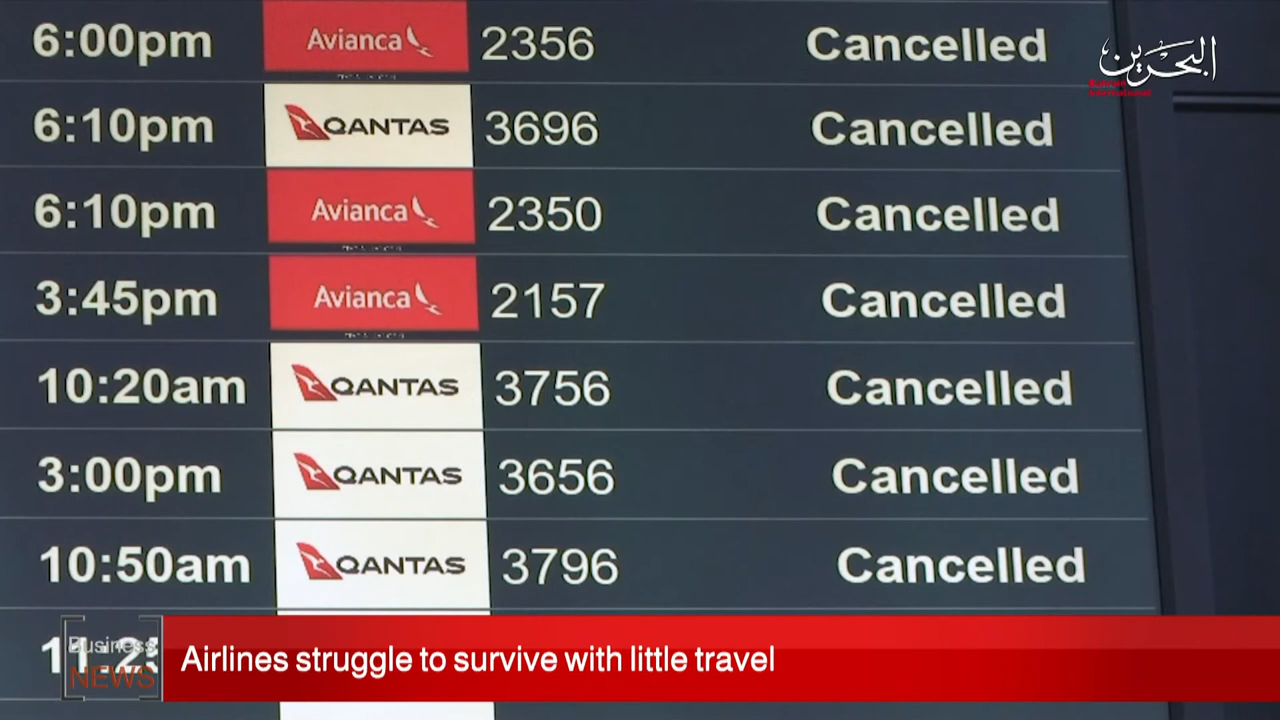 6:00pm Avianca 2356 Cancelled
البحرين
International
6:10pm QANTAS 3696 Cancelled
6:10pm Avianca 2350 Cancelled
3:45pm Avianca 2157 Cancelled
10:20am QANTAS 3756 Cancelled
3:00pm QANTAS 3656 Cancelled
10:50am QANTAS 3796 Cancelled
Business
NEWS
Airlines struggle to survive with little travel